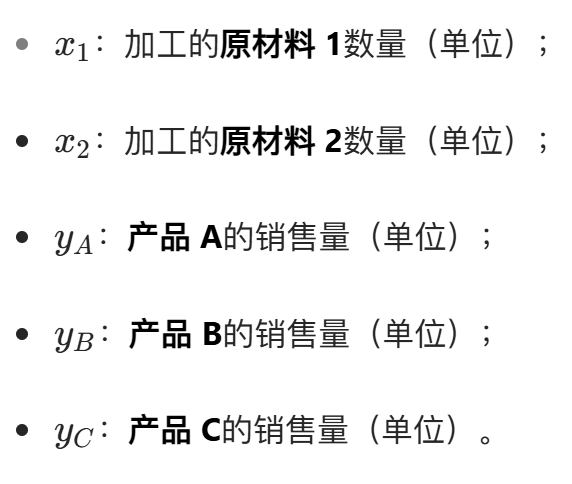 • x₁：加工的原材料 1数量（单位）；
• x₂：加工的原材料 2数量（单位）；
• y_A：产品 A的销售量（单位）；
• y_B：产品 B的销售量（单位）；
• y_C：产品 C的销售量（单位）。